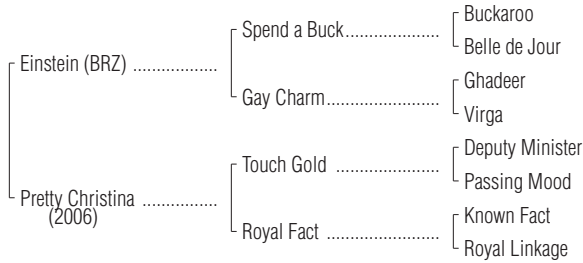 Buckaroo
Spend a Buck....................
Belle de Jour
Einstein (BRZ) .................
Ghadeer
Gay Charm........................
Virga
Deputy Minister
Touch Gold ......................
Passing Mood
Pretty Christina ...............
(2006)
Known Fact
Royal Fact .......................
Royal Linkage